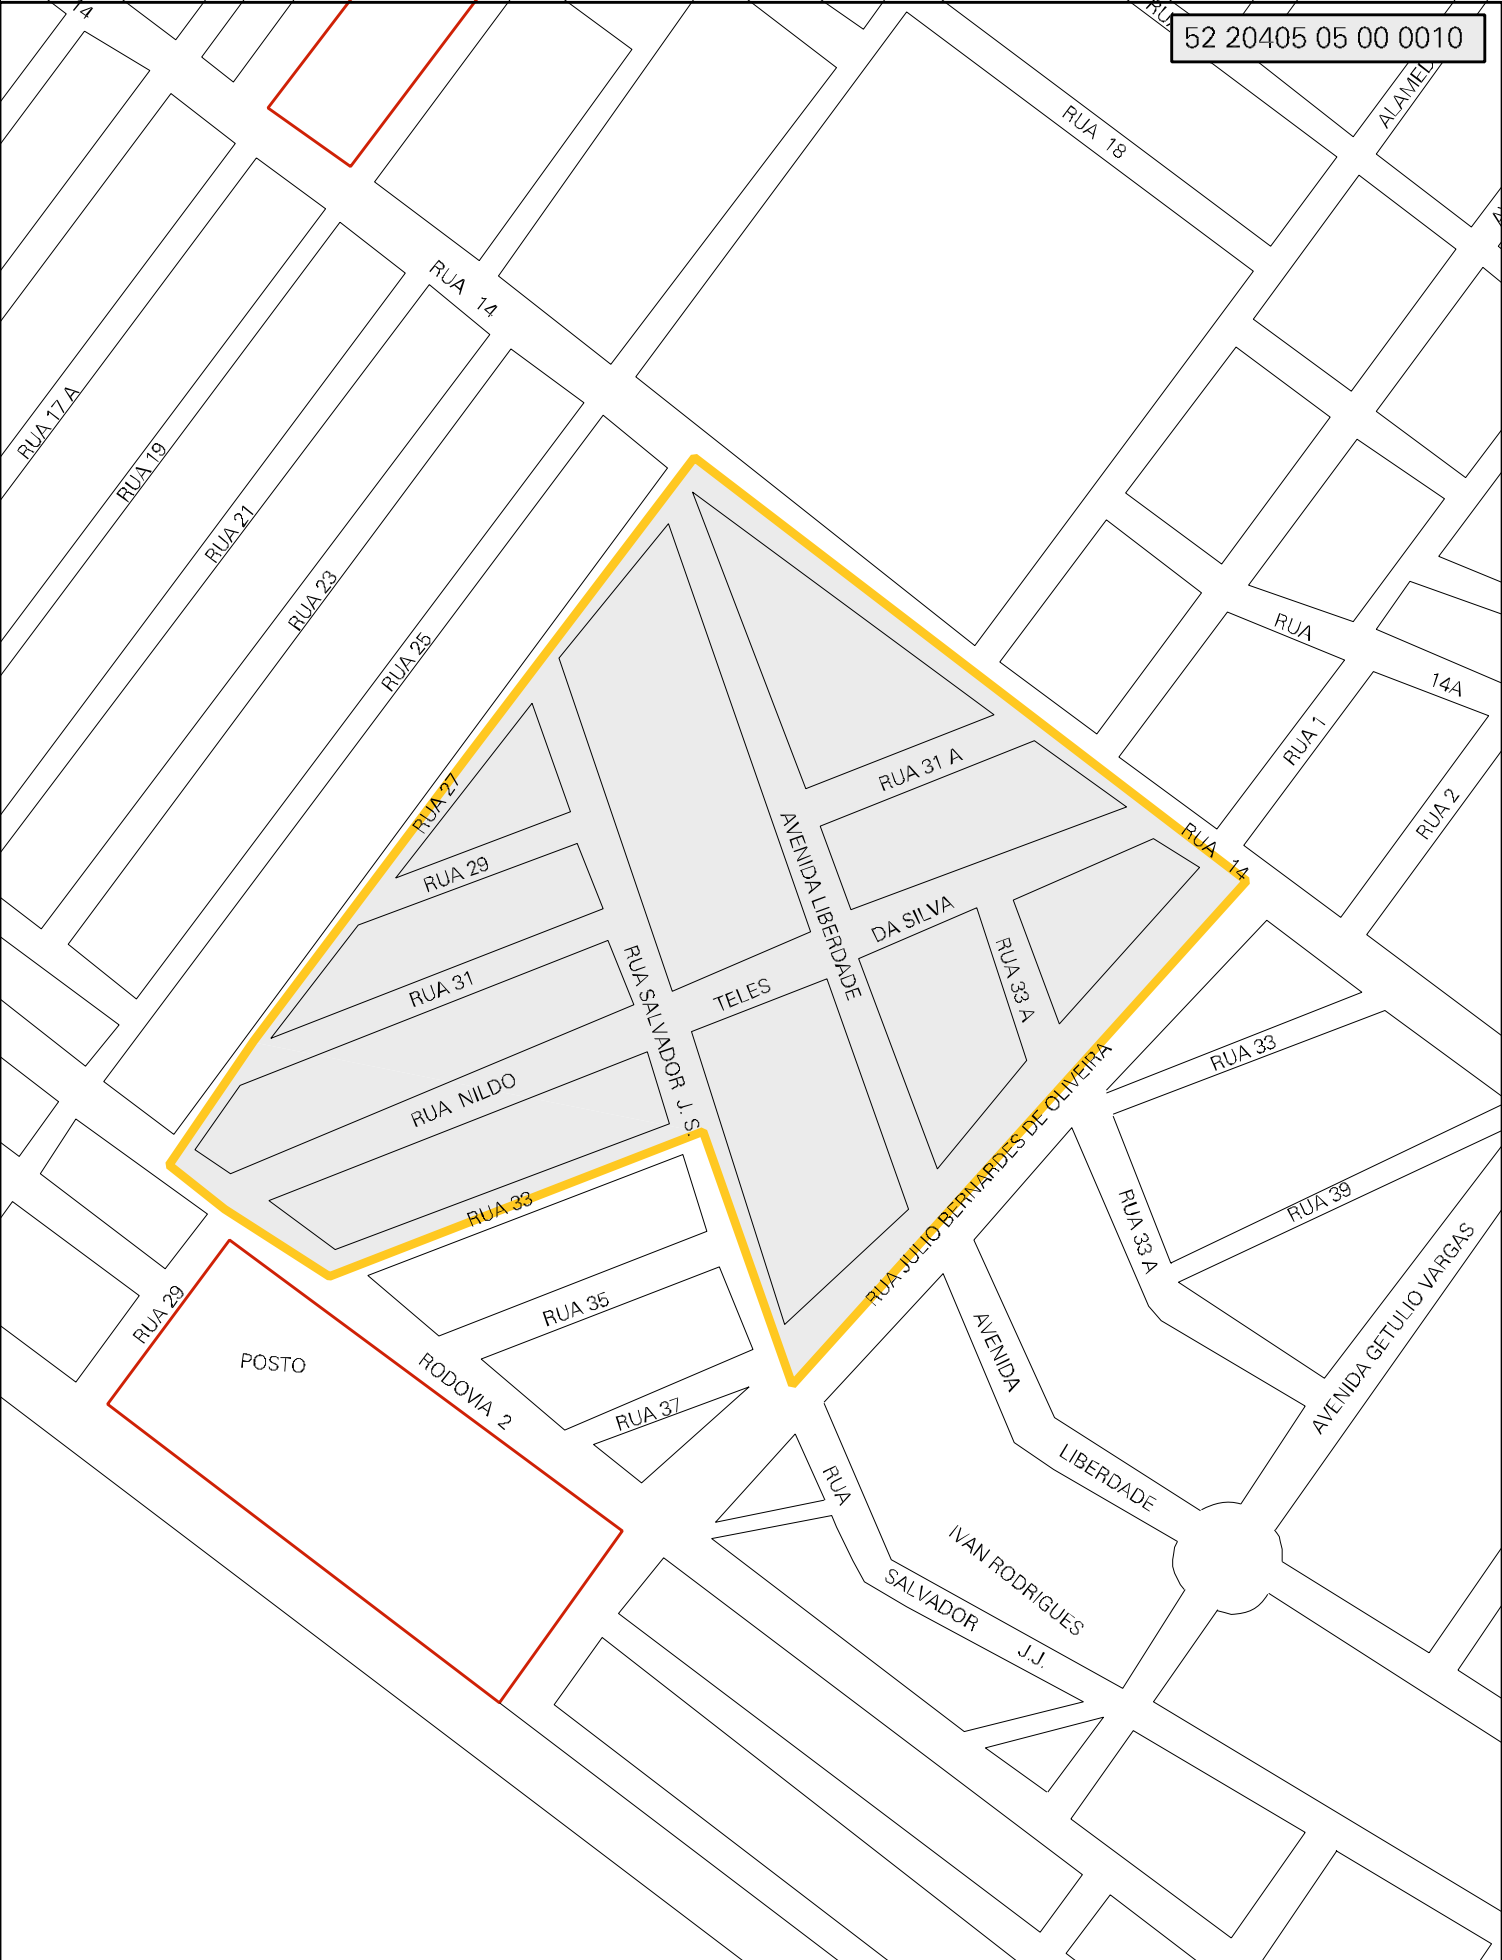 14
RUA
52 20405 05 00 0010
ALAMED
RUA 18
RUA 14
RUA 17 A
RUA 19
RUA 21
RUA 23
RUA 25
RUA 27
RUA
14A
RUA 1
RUA 2
RUA 31 A
RUA 14
AVENIDA LIBERDADE
RUA 29
DA SILVA
RUA 33 A
RUA 31
RUA SALVADOR J. S.
TELES
RUA NILDO
RUA JULIO BERNARDES DE OLIVEIRA
RUA 33
RUA 33
RUA 33 A
RUA 39
AVENIDA GETULIO VARGAS
RUA 29
RUA 35
POSTO
RODOVIA 2
RUA 37
AVENIDA
LIBERDADE
RUA
SALVADOR
J.J.
IVAN RODRIGUES